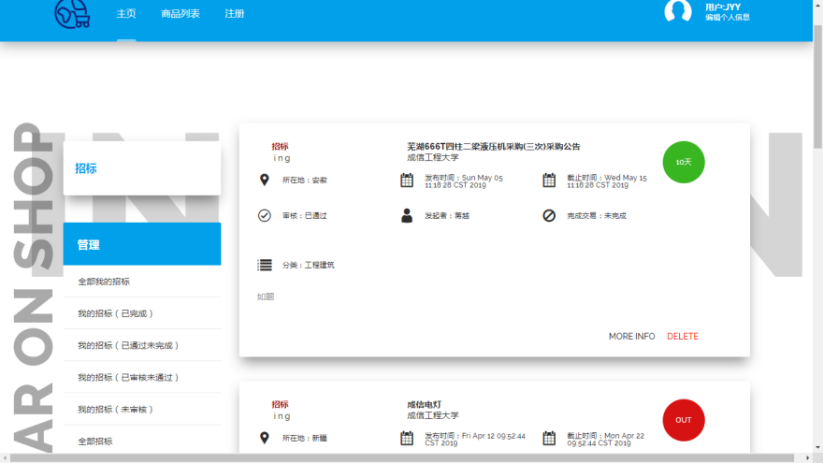 主页 商品列表 注册
用户:JYY
编辑个人信息
AR ON SHOP
IN
招标
管理
全部我的招标
我的招标（已完成）
我的招标（已通过未完成）
我的招标（已审核未通过）
我的招标（未审核）
全部招标
招标
ing
芜湖666T四柱二梁液压机采购(三次)采购公告
成信工程大学
10天
所在地：安徽
发布时间：Sun May 05
11:18:28 CST 2019
截止时间：Wed May 15
11:18:28 CST 2019
审核：已通过
完成交易：未完成
分类：工程建筑
如题
MORE INFO DELETE
招标
ing
成信电灯
成信工程大学
OUT
所在地：新疆
发布时间：Fri Apr 12 09:52:44
CST 2019
截止时间：Mon Apr 22
09:52:44 CST 2019